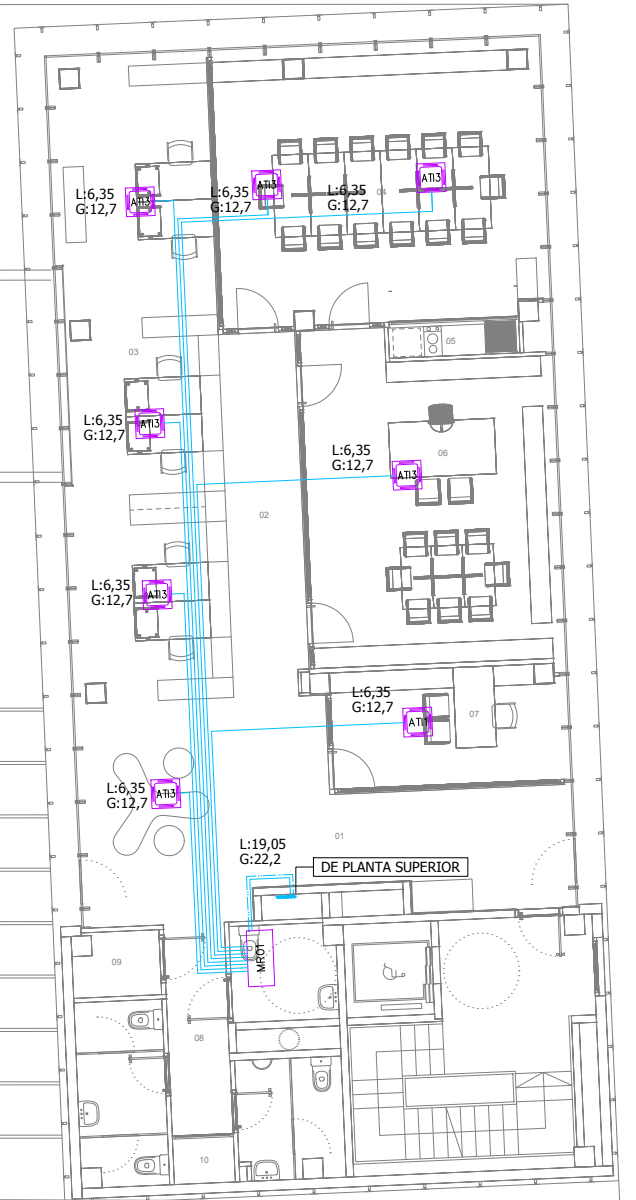 L:6,35
G:12,7
ATI3
L:6,35
G:12,7
ATI3
L:6,35
G:12,7
ATI3
04
03
05
L:6,35
G:12,7
ATI3
L:6,35
G:12,7
ATI3
06
02
L:6,35
G:12,7
ATI3
L:6,35
G:12,7
ATI1
07
L:6,35
G:12,7
ATI3
01
L:19,05
G:22,2
DE PLANTA SUPERIOR
MR01
09
08
10